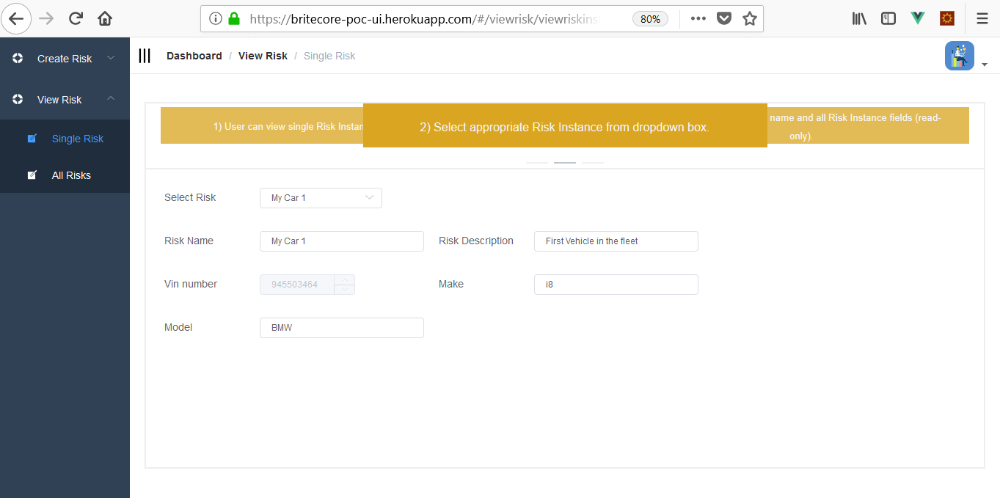 https://britecore-poc-ui.herokuapp.com/#/viewrisk/viewriskins
80%
Create Risk
Dashboard / View Risk / Single Risk
View Risk
Single Risk
All Risks
1) User can view single Risk Instan
2) Select appropriate Risk Instance from dropdown box.
name and all Risk Instance fields (read-
only).
Select Risk My Car 1
Risk Name My Car 1 Risk Description First Vehicle in the fleet
Vin number 945503464 Make i8
Model BMW